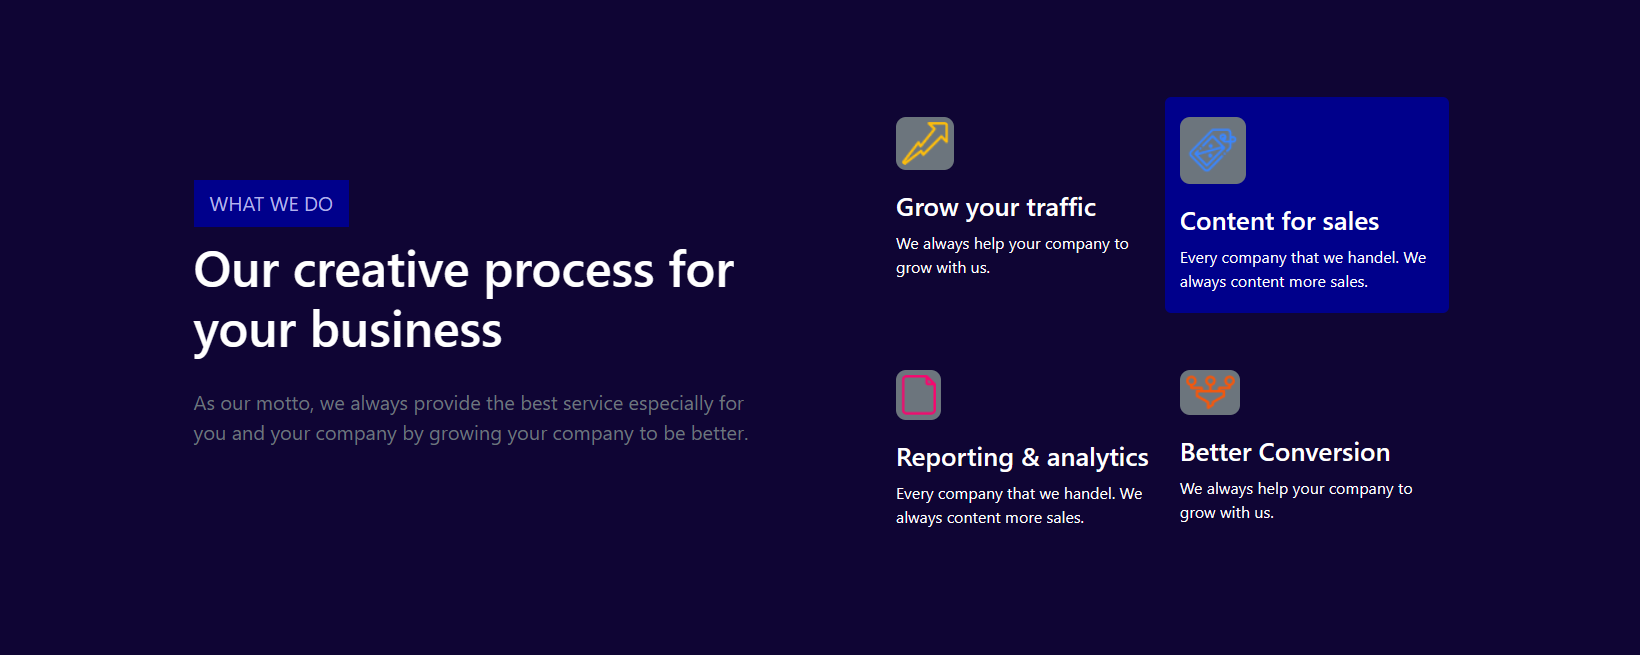 WHAT WE DO
Our creative process for
your business
As our motto, we always provide the best service especially for
you and your company by growing your company to be better.
Grow your traffic
We always help your company to
grow with us.
Content for sales
Every company that we handel. We
always content more sales.
Reporting & analytics
Every company that we handel. We
always content more sales.
Better Conversion
We always help your company to
grow with us.